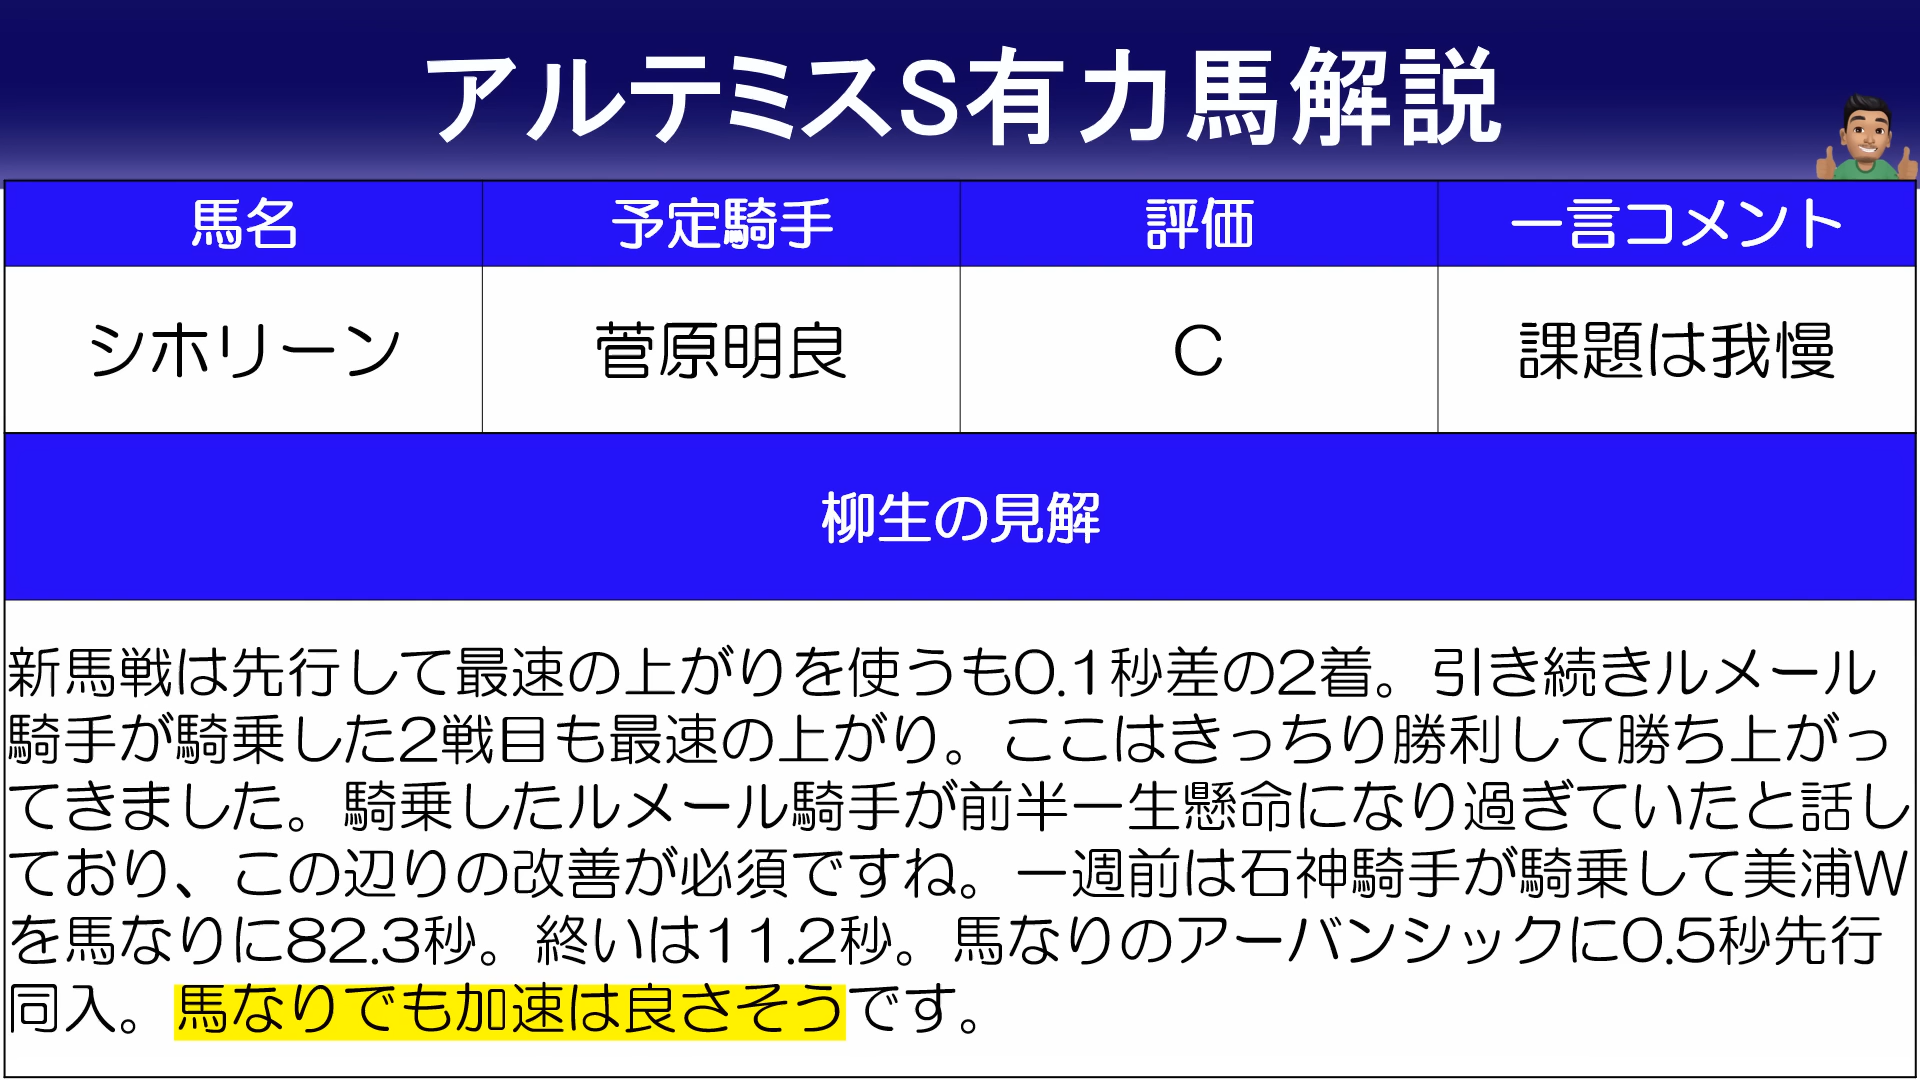 アルテミスS有力馬解説
馬名 予定騎手 評価 一言コメント
シホリーン 菅原明良 C 課題は我慢
柳生の見解
新馬戦は先行して最速の上がりを使うも0.1秒差の2着。引き続きルメール
騎手が騎乗した2戦目も最速の上がり。ここはきっちり勝利して勝ち上がっ
てきました。騎乗したルメール騎手が前半一生懸命になり過ぎていたと話し
ており、この辺りの改善が必須ですね。一週前は石神騎手が騎乗して美浦W
を馬なりに82.3秒。終いは11.2秒。馬なりのアーバンシックに0.5秒先行
同入。馬なりでも加速は良さそうです。